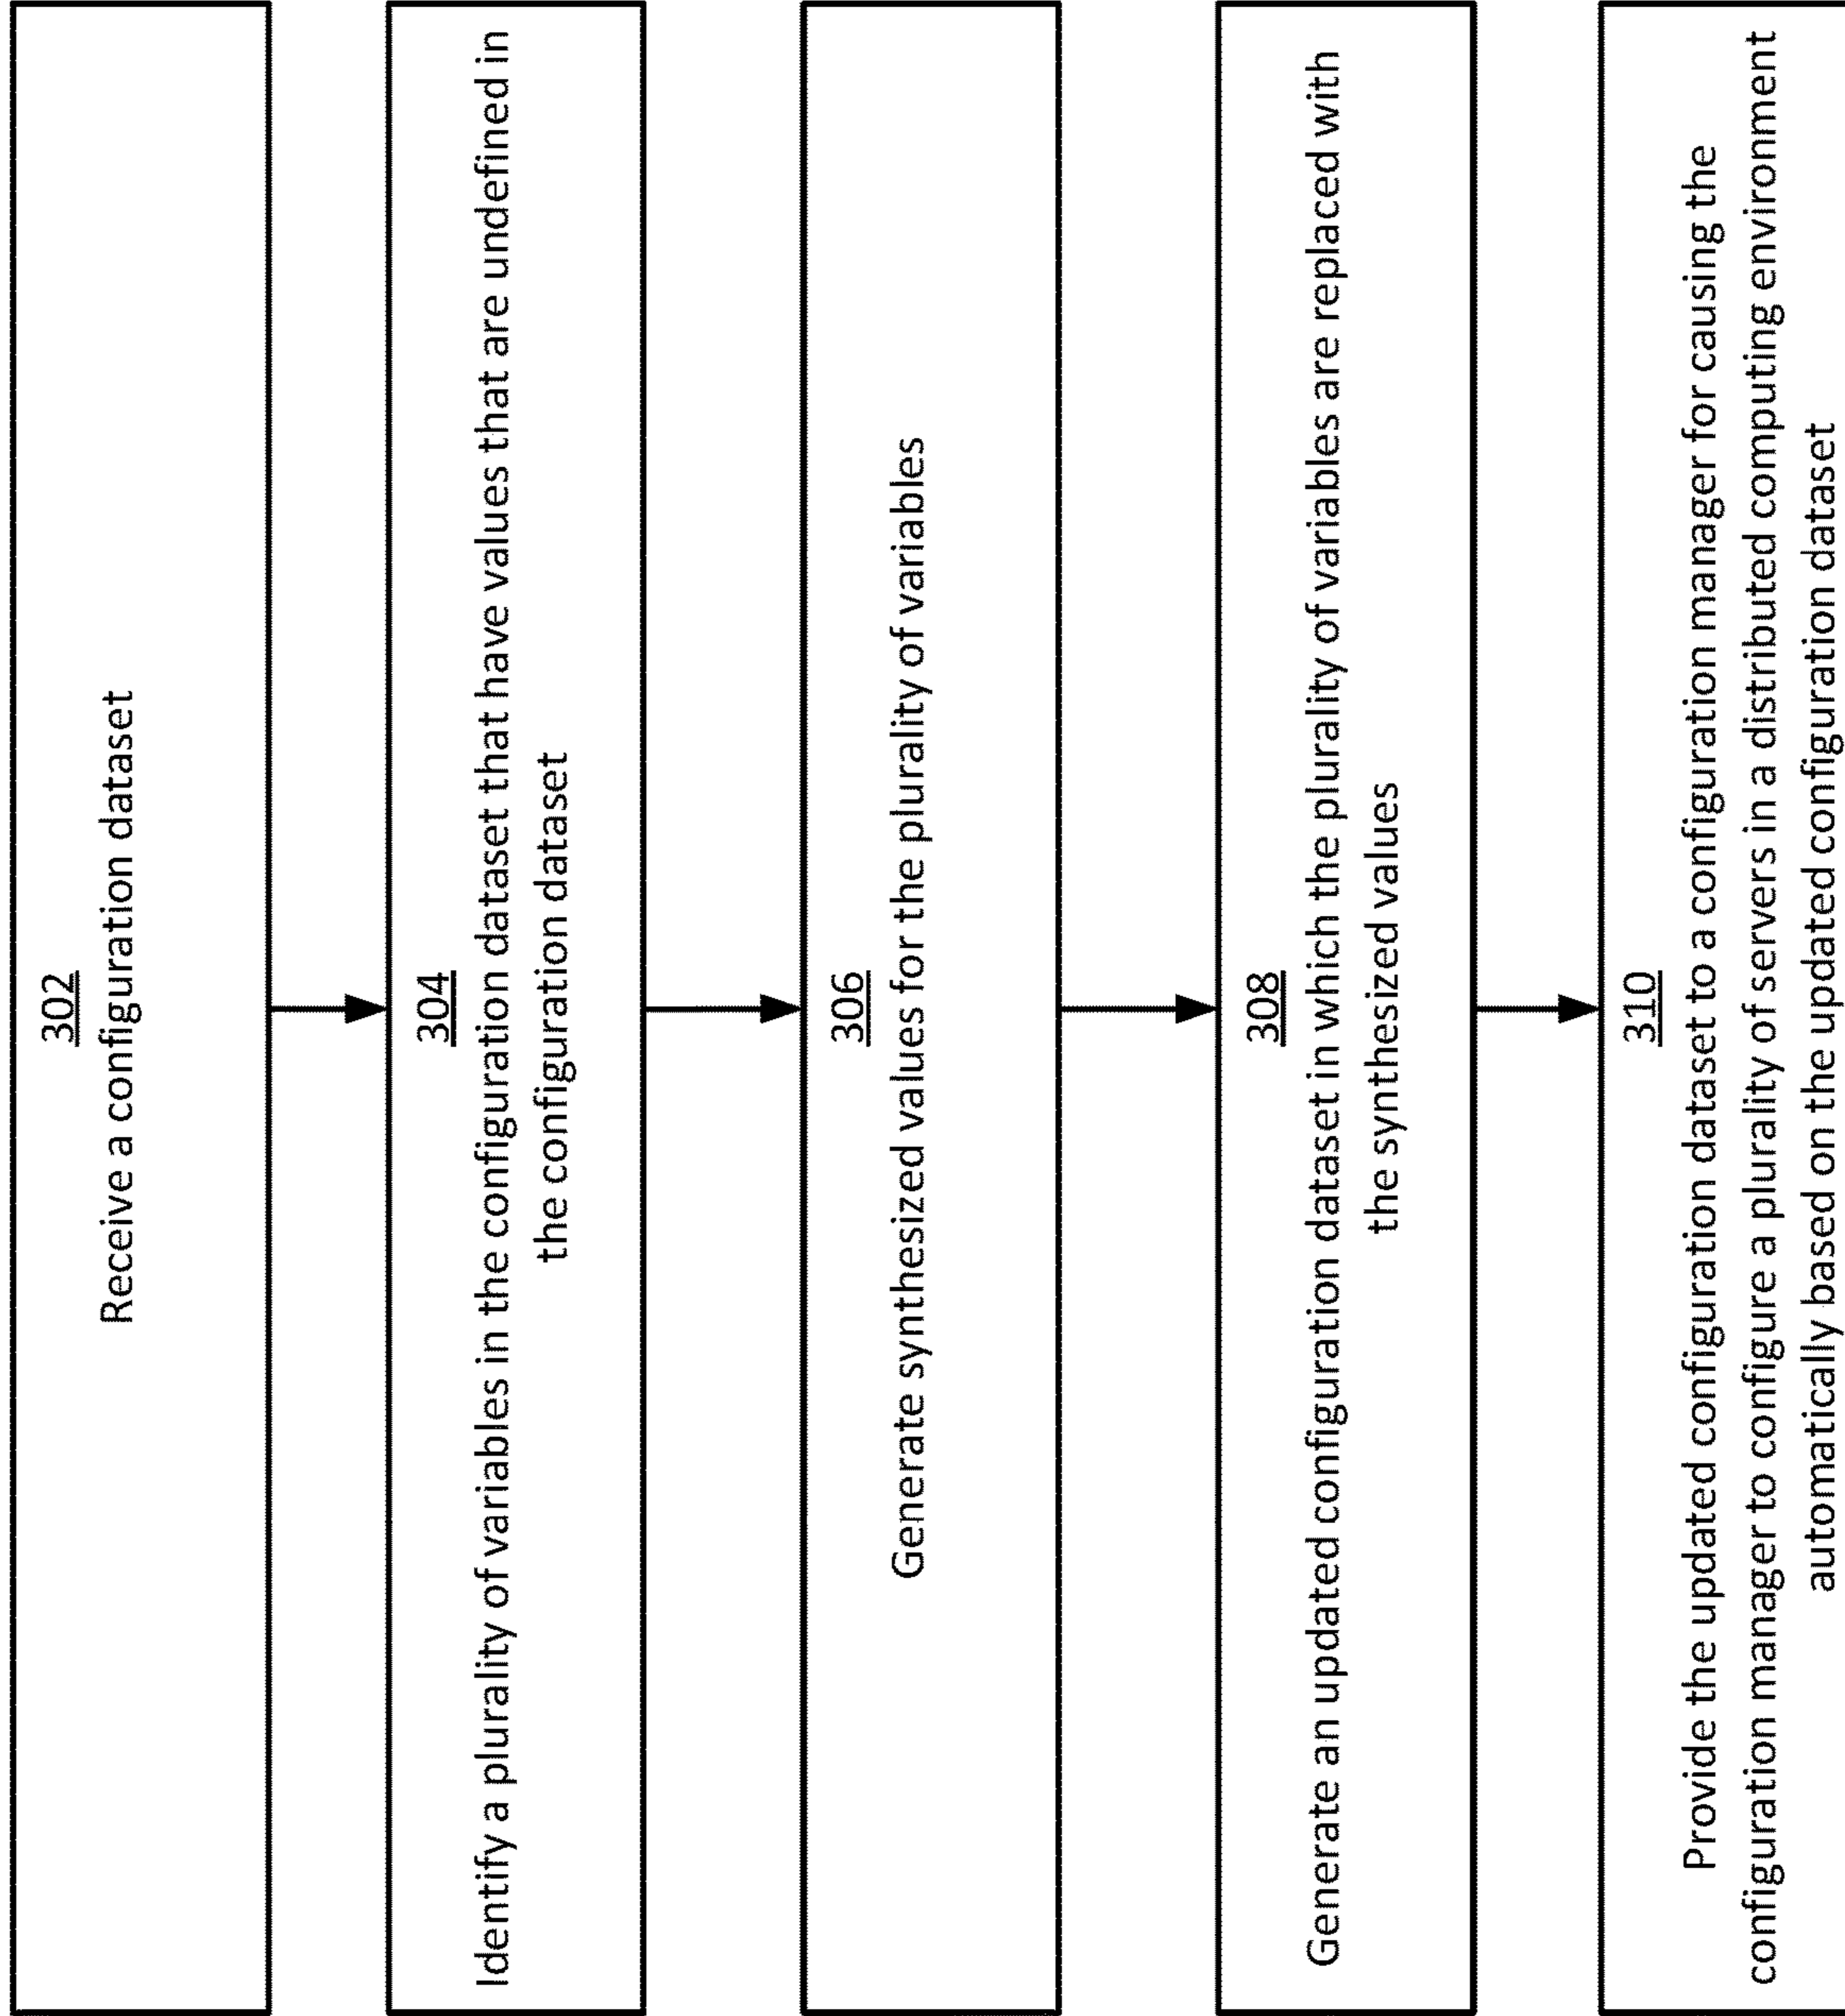 302
Receive a configuration dataset
304
Identify a plurality of variables in the configuration dataset that have values that are undefined in
the configuration dataset
306
Generate synthesized values for the plurality of variables
308
Generate an updated configuration dataset in which the plurality of variables are replaced with
the synthesized values
310
Provide the updated configuration dataset to a configuration manager for causing the
configuration manager to configure a plurality of servers in a distributed computing environment
automatically based on the updated configuration dataset